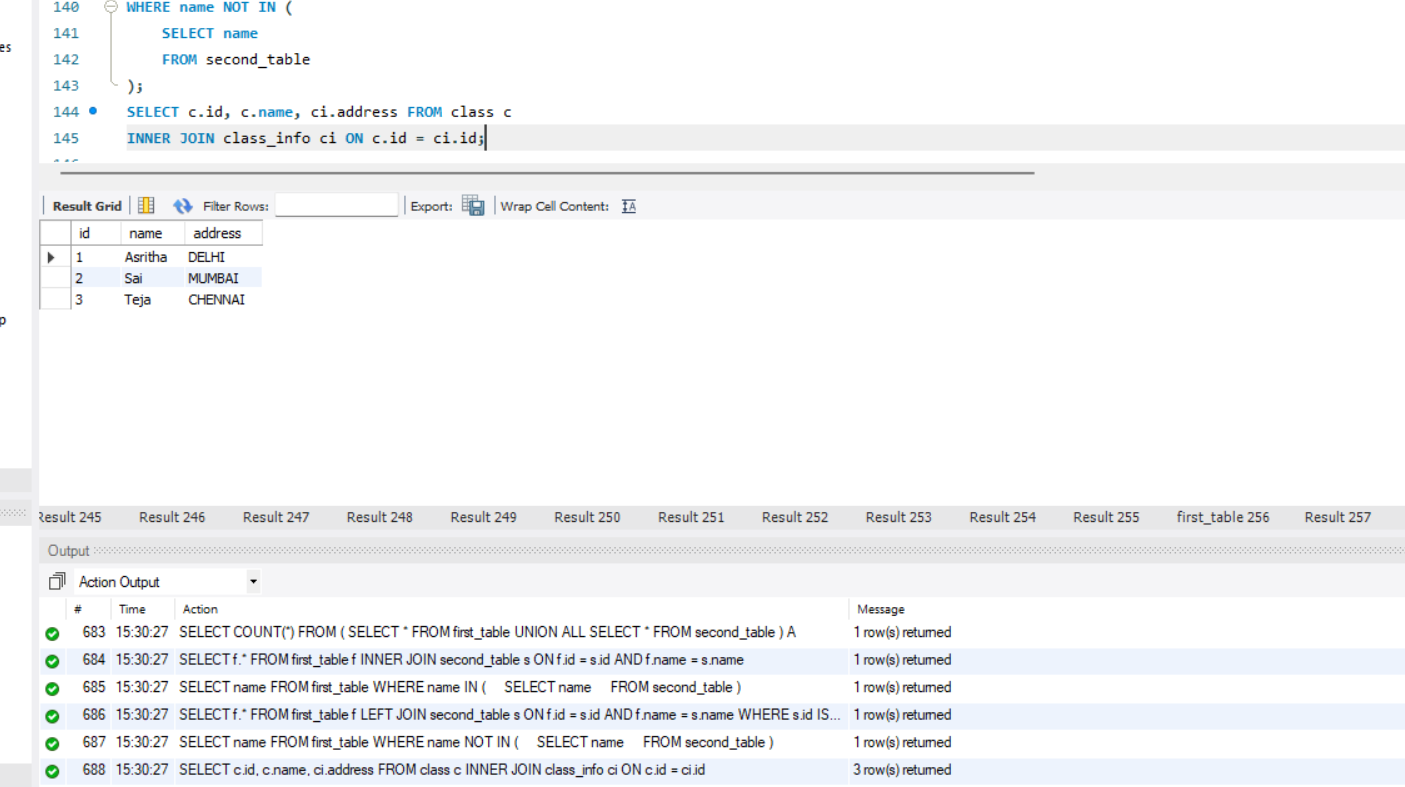 140 WHERE name NOT IN (
es
141 SELECT name
142 FROM second_table
143 );
144 SELECT c.id, c.name, ci.address FROM class c
145 INNER JOIN class_info ci ON c.id = ci.id;
Result Grid Filter Rows: Export: Wrap Cell Content: IA
id name address
1 Asritha DELHI
2 Sai MUMBAI
3 Teja CHENNAI
p
Result 245 Result 246 Result 247 Result 248 Result 249 Result 250 Result 251 Result 252 Result 253 Result 254 Result 255 first_table 256 Result 257
Output
Action Output
# Time Action Message
683 15:30:27 SELECT COUNT(*) FROM ( SELECT * FROM first_table UNION ALL SELECT * FROM second_table ) A 1 row(s) returned
684 15:30:27 SELECT f.* FROM first_table f INNER JOIN second_table s ON f.id = s.id AND f.name = s.name 1 row(s) returned
685 15:30:27 SELECT name FROM first_table WHERE name IN ( SELECT name FROM second_table ) 1 row(s) returned
686 15:30:27 SELECT f.* FROM first_table f LEFT JOIN second_table s ON f.id = s.id AND f.name = s.name WHERE s.id IS... 1 row(s) returned
687 15:30:27 SELECT name FROM first_table WHERE name NOT IN ( SELECT name FROM second_table ) 1 row(s) returned
688 15:30:27 SELECT c.id, c.name, ci.address FROM class c INNER JOIN class_info ci ON c.id = ci.id 3 row(s) returned